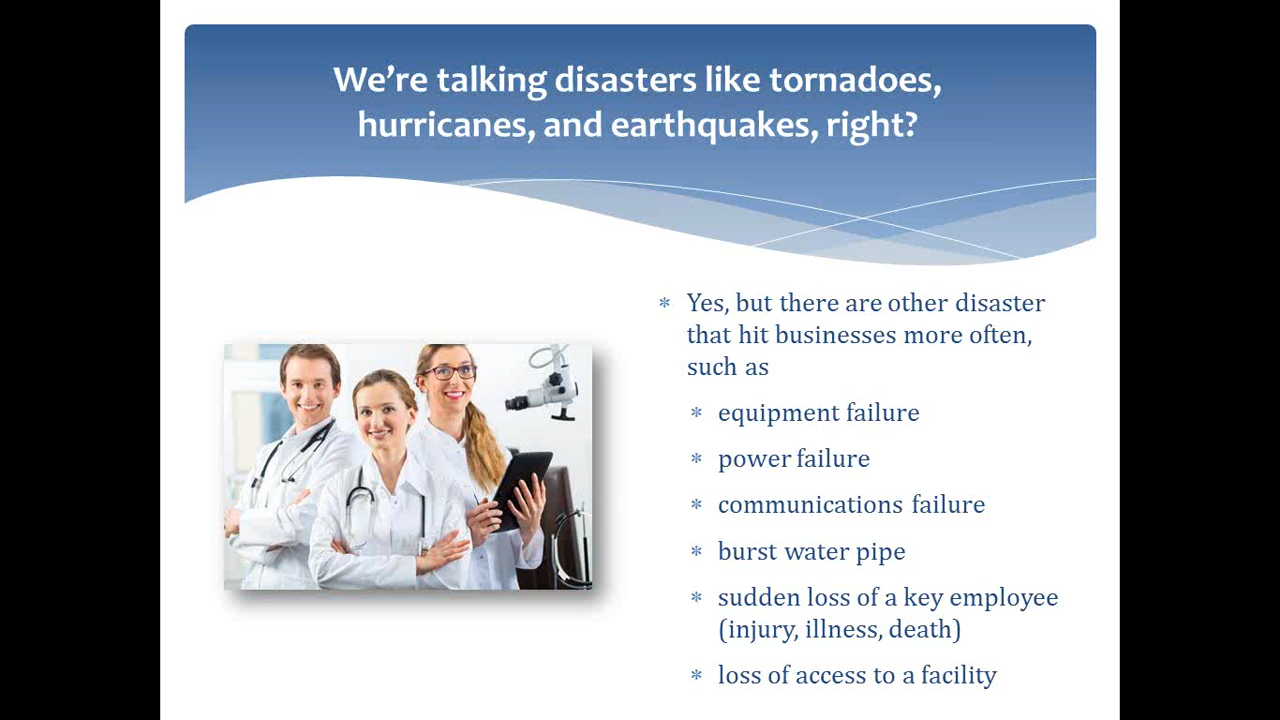 We're talking disasters like tornadoes,
hurricanes, and earthquakes, right?
* Yes, but there are other disaster
that hit businesses more often,
such as
* equipment failure
* power failure
* communications failure
* burst water pipe
* sudden loss of a key employee
(injury, illness, death)
* loss of access to a facility